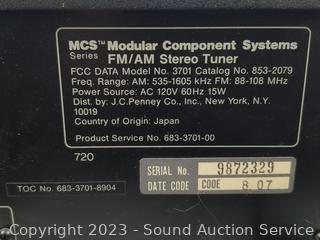 MCS™ Modular Component Systems
Series FM/AM Stereo Tuner
FCC DATA Model No. 3701 Catalog No. 853-2079
Freq. Range: AM: 535-1605 kHz FM: 88-108 MHz
Power Source: AC 120V 60Hz 15W
Dist. by: J.C.Penney Co., Inc., New York, N.Y.
10019
Country of Origin: Japan
Product Service No. 683-3701-00
720
TOC No. 683-3701-8904
SERIAL No. 9872329
DATE CODE CODE 8.07
Copyright 2023 - Sound Auction Service